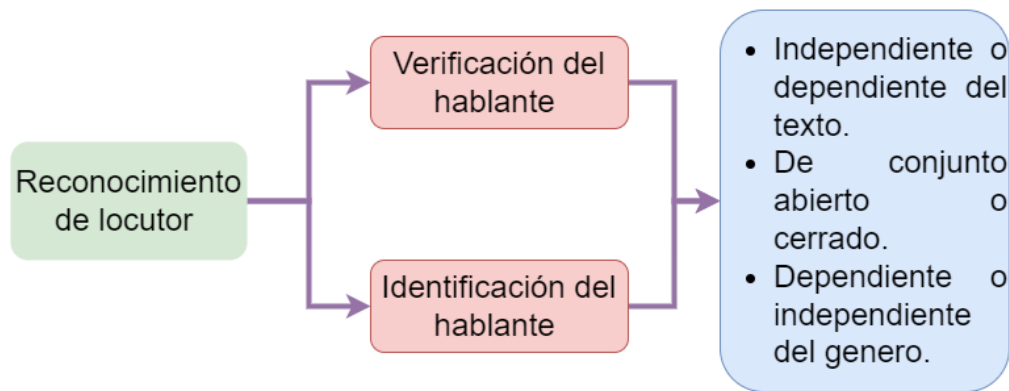 Reconocimiento
de locutor
Verificación del
hablante
Identificación del
hablante
• Independiente o
dependiente del
texto.
• De conjunto
abierto o
cerrado.
• Dependiente o
independiente
del genero.